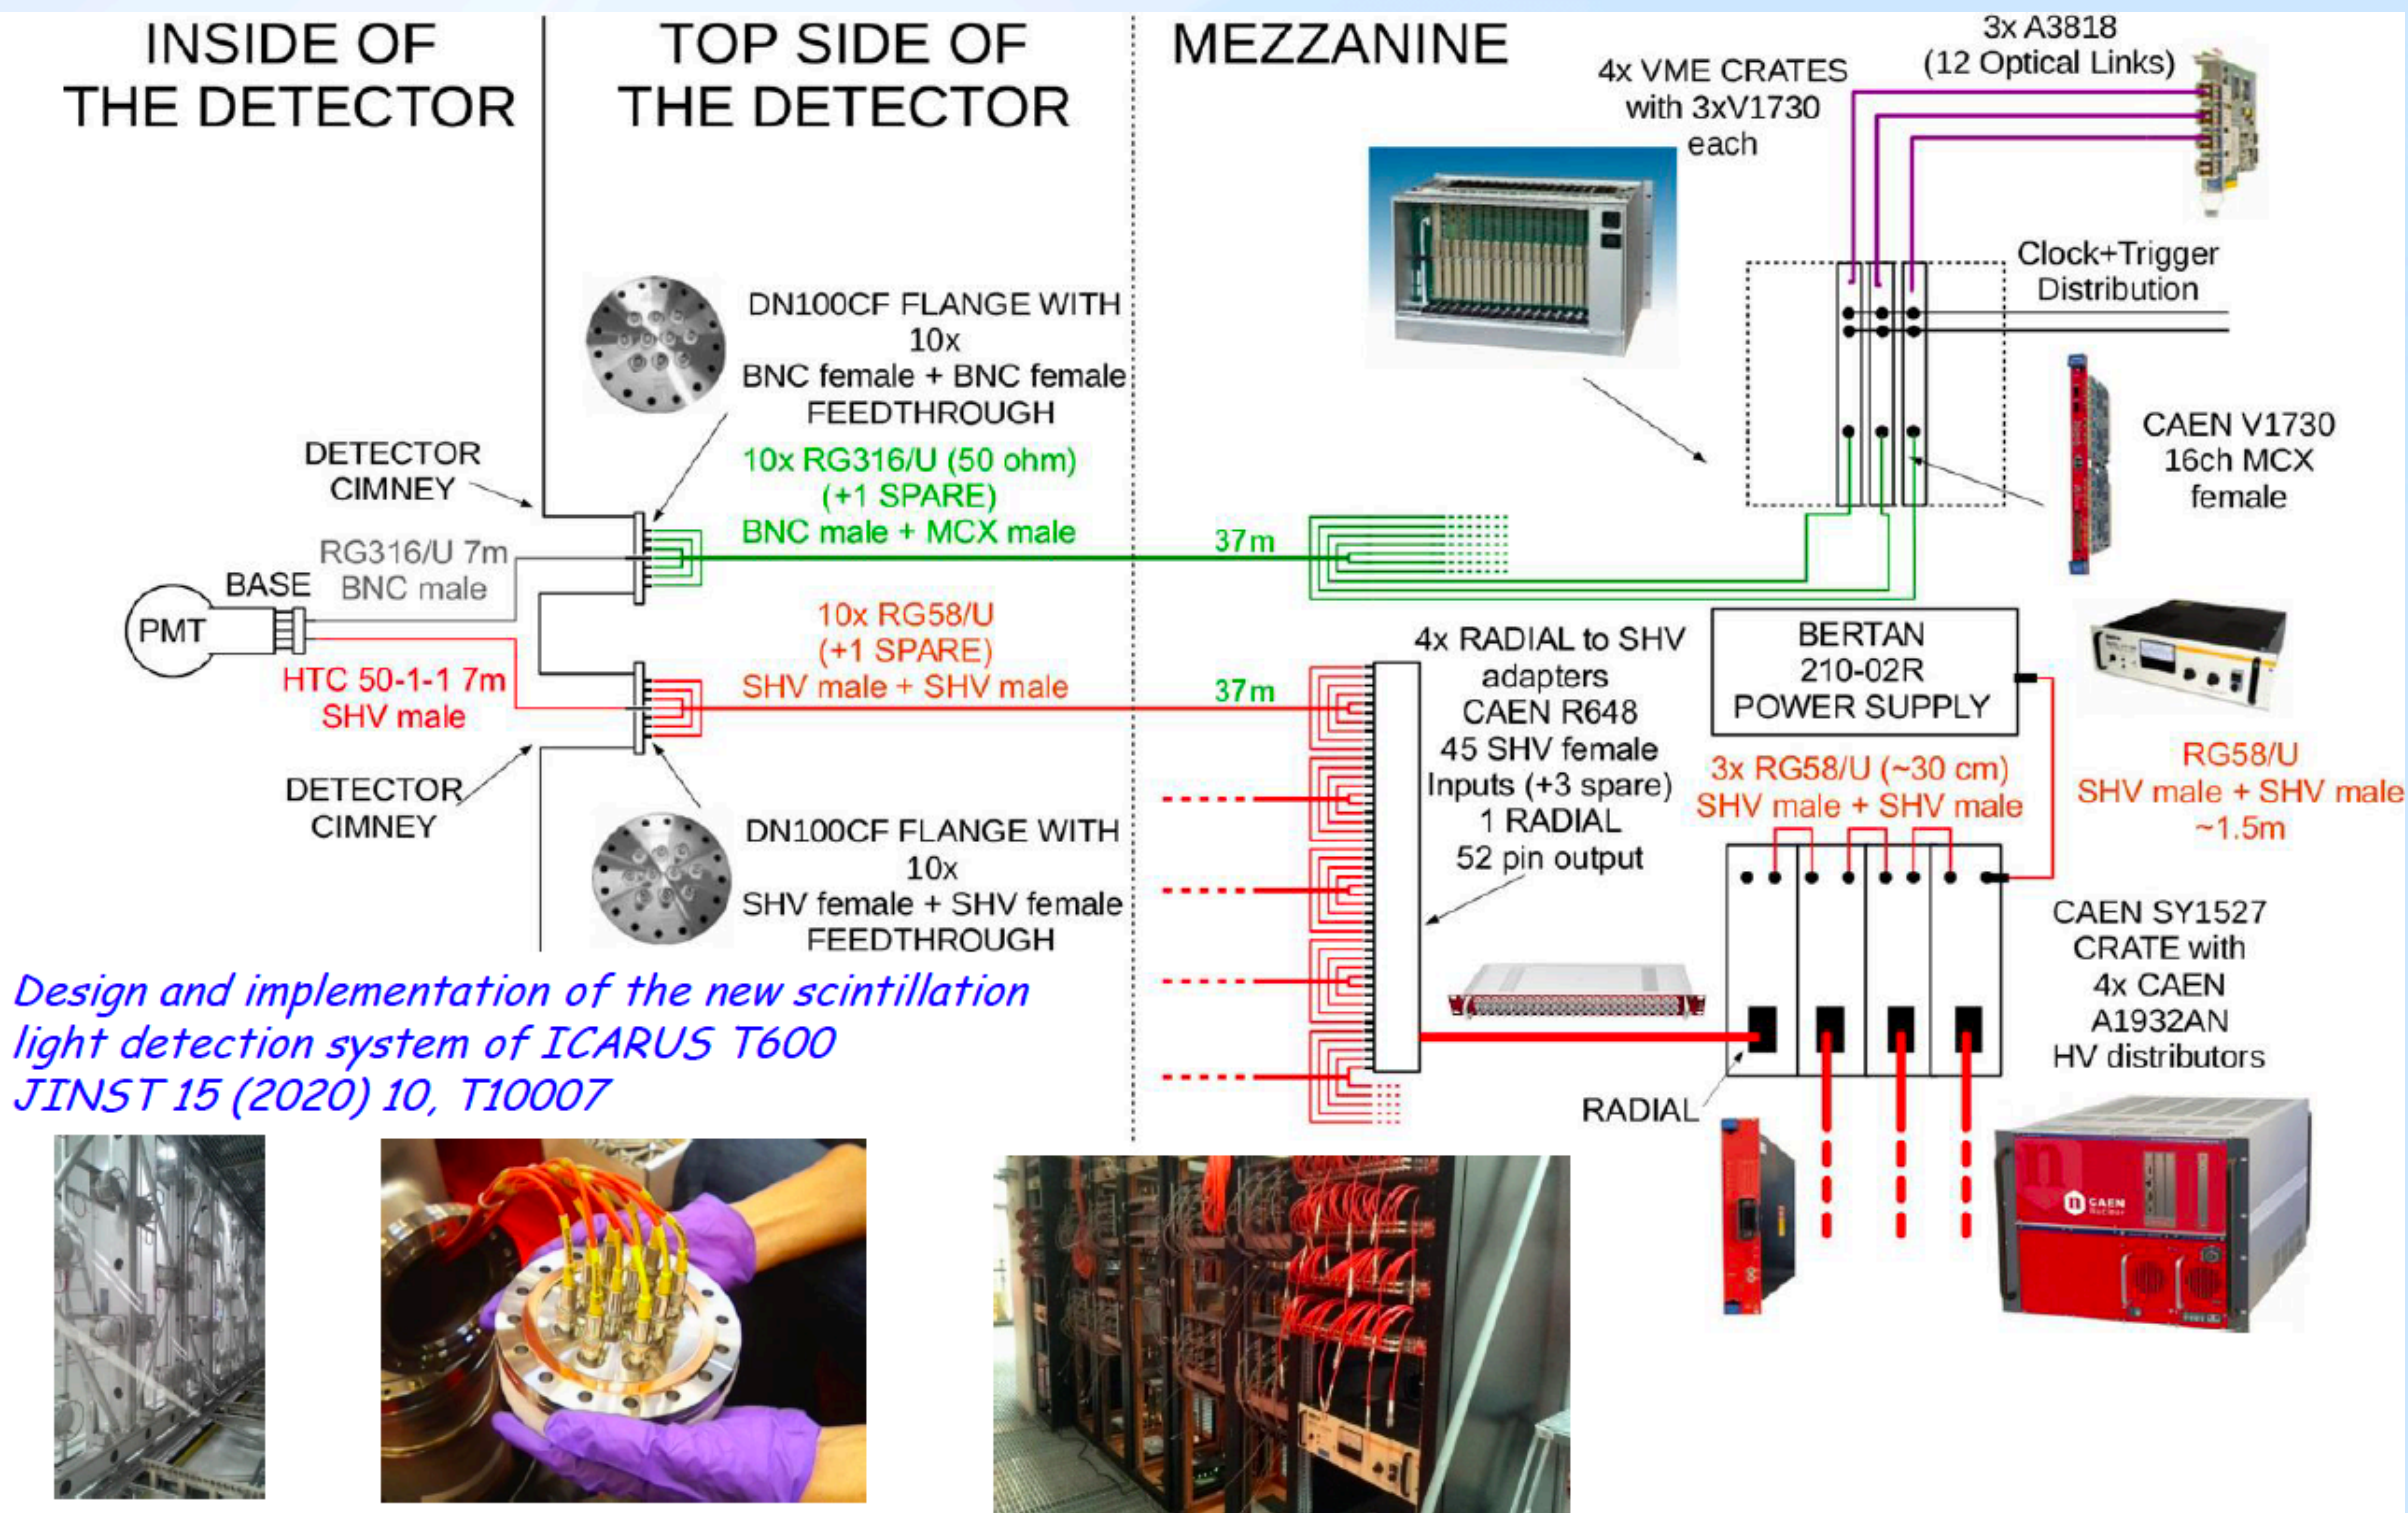 INSIDE OF
THE DETECTOR
TOP SIDE OF
THE DETECTOR
MEZZANINE
4x VME CRATES
with 3xV1730
each
3x A3818
(12 Optical Links)
Clock+Trigger
Distribution
CAEN V1730
16ch MCX
female
DN100CF FLANGE WITH
10x
BNC female + BNC female
FEEDTHROUGH
DETECTOR
CIMNEY
10x RG316/U (50 ohm)
(+1 SPARE)
BNC male + MCX male
37m
RG316/U 7m
BNC male
BASE
PMT
HTC 50-1-1 7m
SHV male
10x RG58/U
(+1 SPARE)
SHV male + SHV male
37m
DETECTOR
CIMNEY
DN100CF FLANGE WITH
10x
SHV female + SHV female
FEEDTHROUGH
4x RADIAL to SHV
adapters
CAEN R648
45 SHV female
Inputs (+3 spare)
1 RADIAL
52 pin output
BERTAN
210-02R
POWER SUPPLY
3x RG58/U (~30 cm)
SHV male + SHV male
RG58/U
SHV male + SHV male
~1.5m
CAEN SY1527
CRATE with
4x CAEN
A1932AN
HV distributors
RADIAL
Design and implementation of the new scintillation
light detection system of ICARUS T600
JINST 15 (2020) 10, T10007
n
CAEN
Nuclear